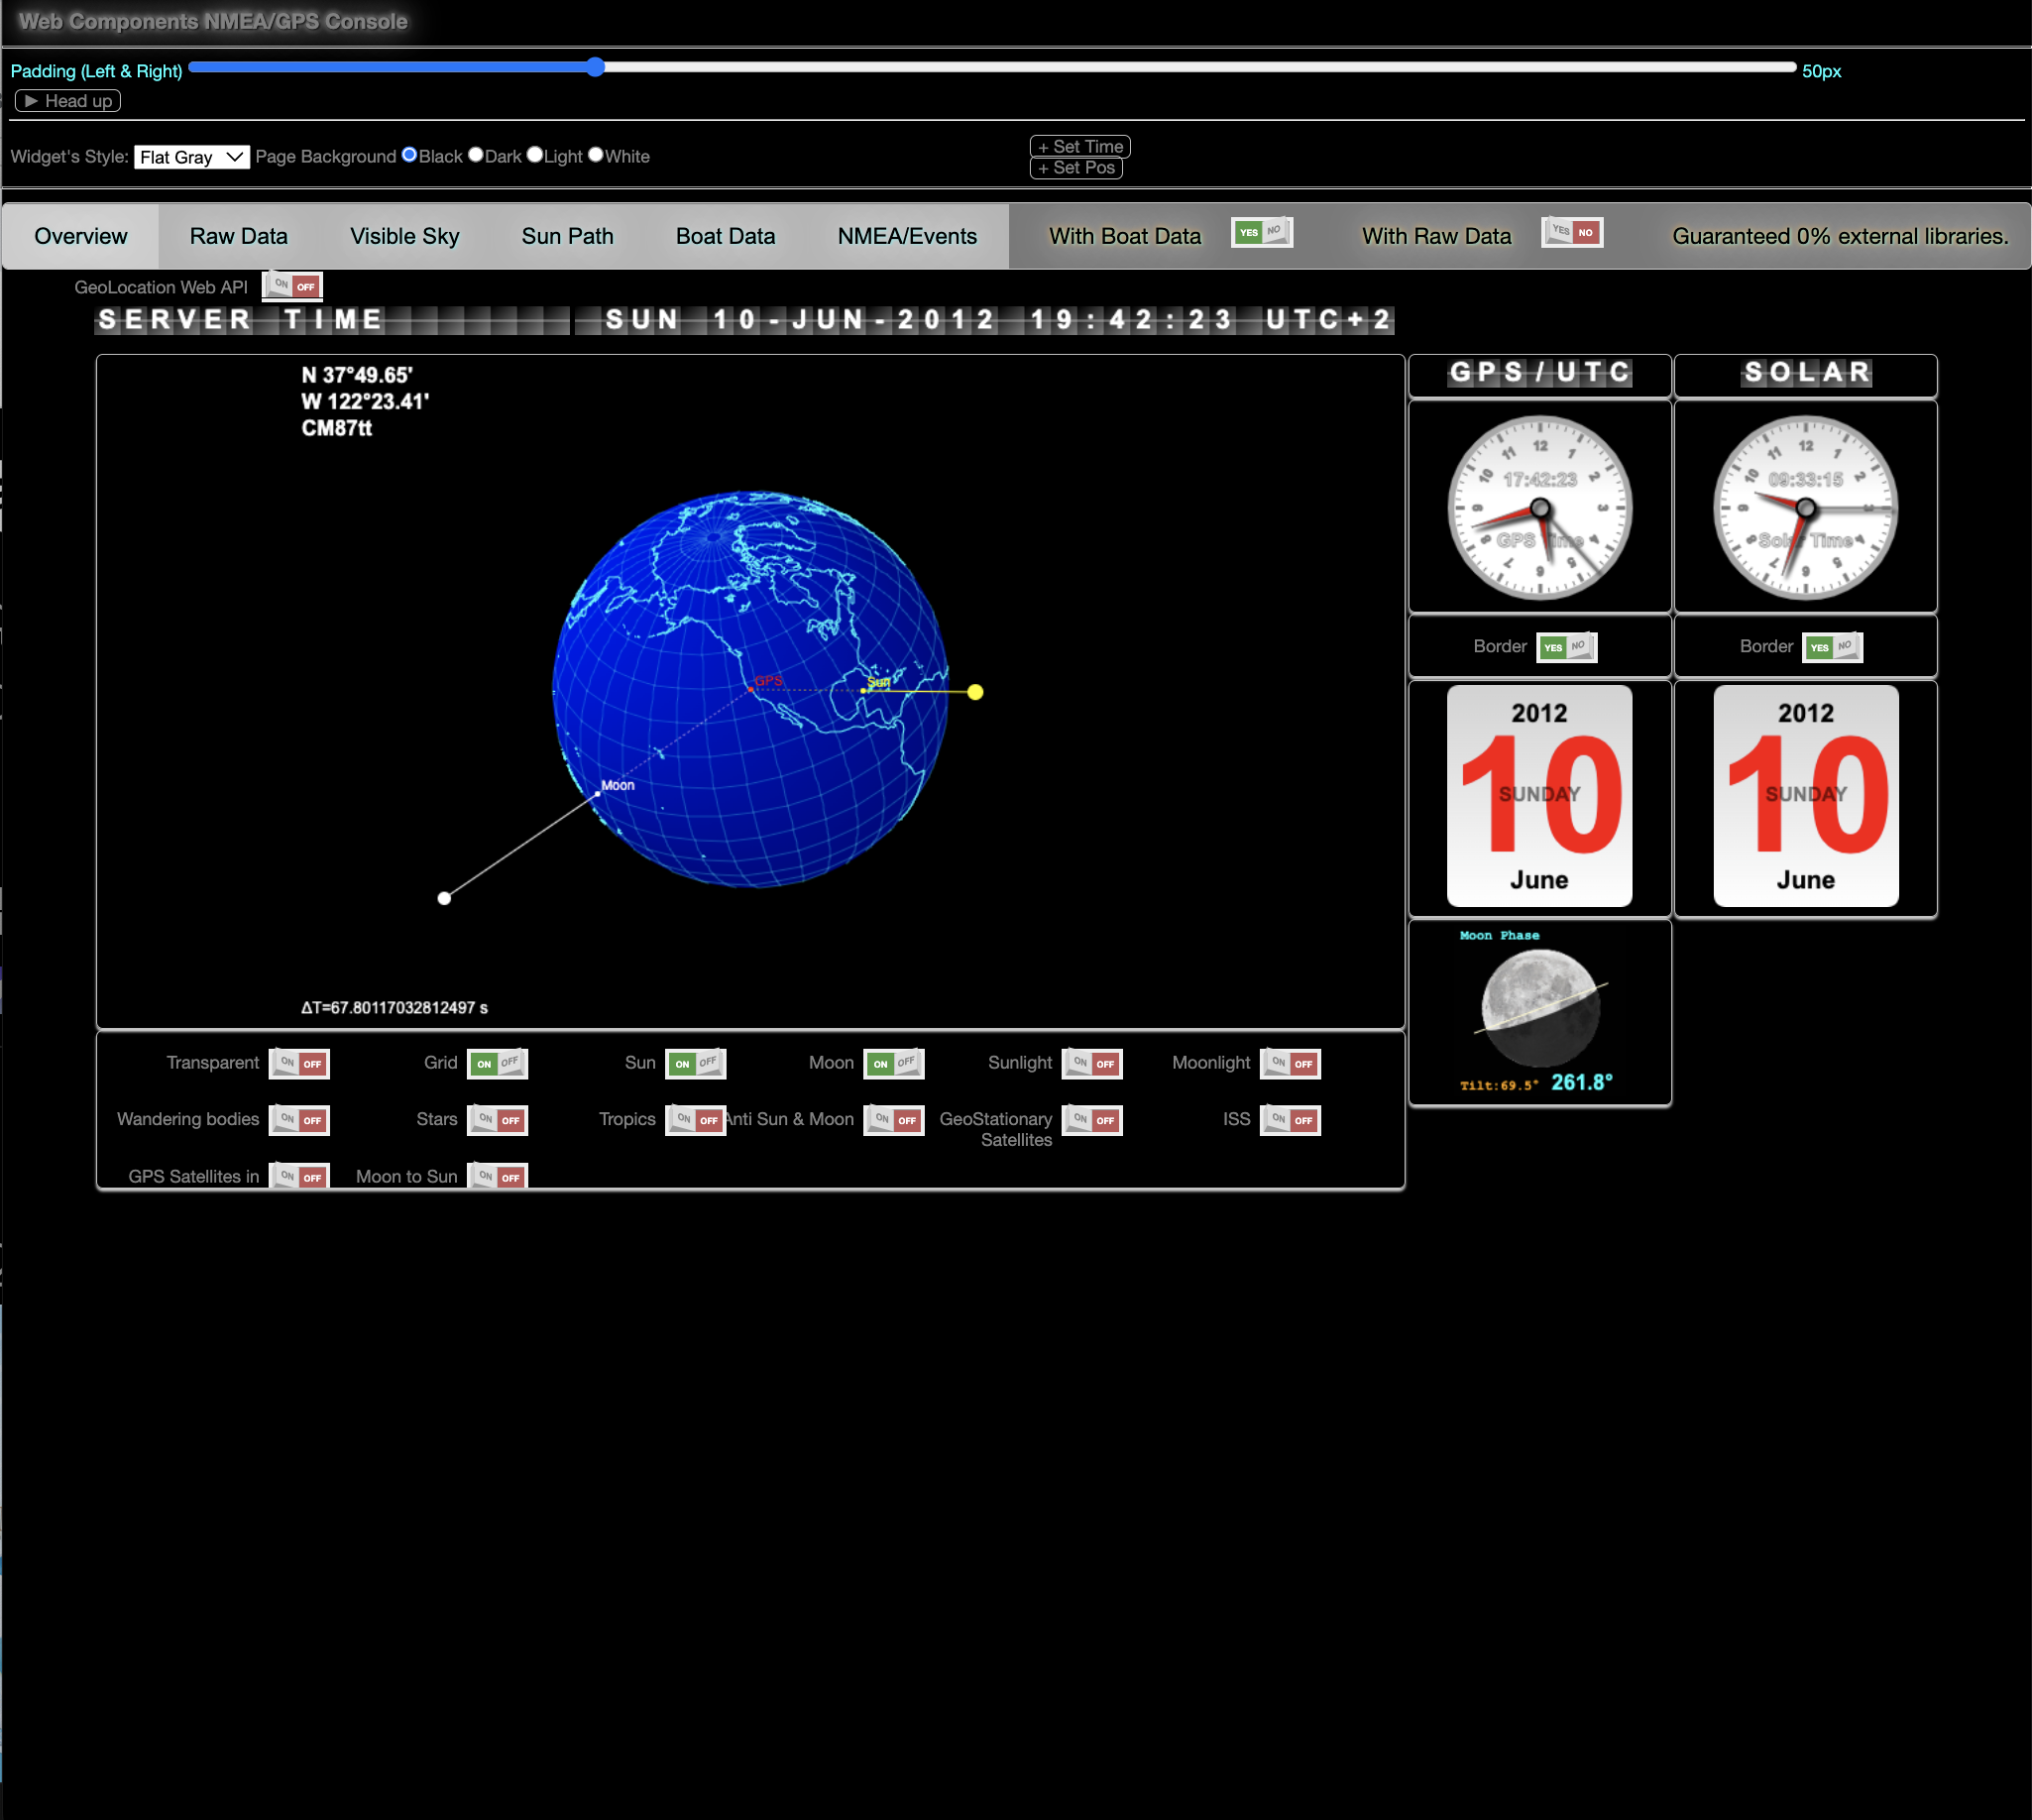 Web Components NMEA/GPS Console
Padding (Left & Right) 50px
▶ Head up
Widget's Style: Flat Gray Page Background Black Dark Light White
+ Set Time
+ Set Pos
Overview Raw Data Visible Sky Sun Path Boat Data NMEA/Events With Boat Data YES NO With Raw Data YES NO Guaranteed 0% external libraries.
GeoLocation Web API ON OFF
SERVER TIME SUN 10-JUN-2012 19:42:23 UTC+2
N 37°49.65'
W 122°23.41'
CM87tt
GPS
Sun
Moon
ΔT=67.80117032812497 s
GPS/UTC SOLAR
12 1 2 3 4 5 6 7 8 9 10 11
17:42:23
GPS Time
12 1 2 3 4 5 6 7 8 9 10 11
09:33:15
Solar Time
Border YES NO Border YES NO
2012
10
SUNDAY
June
2012
10
SUNDAY
June
Moon Phase
Tilt:69.5° 261.8°
Transparent ON OFF Grid ON OFF Sun ON OFF Moon ON OFF Sunlight ON OFF Moonlight ON OFF
Wandering bodies ON OFF Stars ON OFF Tropics ON OFF Anti Sun & Moon ON OFF GeoStationary Satellites ON OFF ISS ON OFF
GPS Satellites in ON OFF Moon to Sun ON OFF